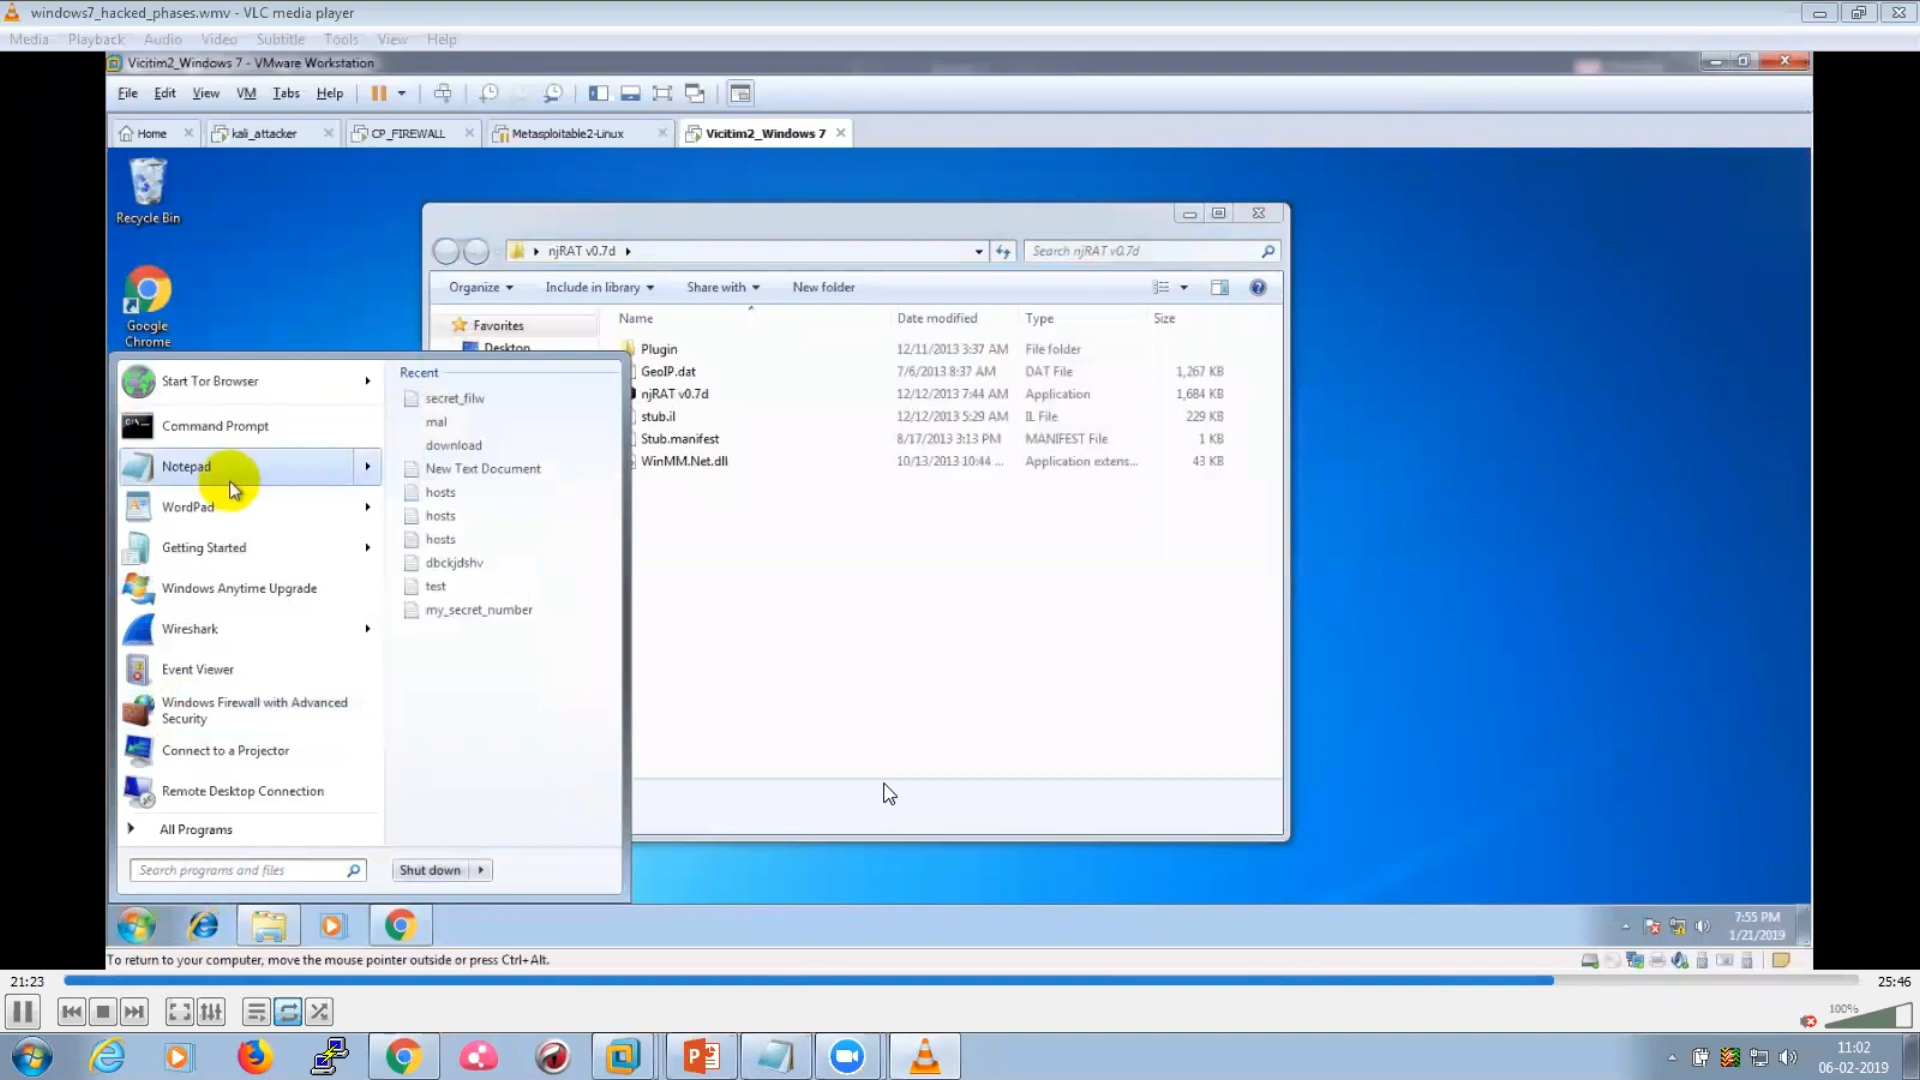 windows7_hacked_phases.wmv - VLC media player
Media Playback Audio Video Subtitle Tools View Help
Vicitim2_Windows 7 - VMware Workstation
File Edit View VM Tabs Help
Home kali_attacker CP_FIREWALL Metasploitable2-Linux Vicitim2_Windows 7
Recycle Bin
Google
Chrome
njRAT v0.7d
Search njRAT v0.7d
Organize Include in library Share with New folder
Favorites
Desktop
Name Date modified Type Size
Plugin 12/11/2013 3:37 AM File folder
GeoIP.dat 7/6/2013 8:37 AM DAT File 1,267 KB
njRAT v0.7d 12/12/2013 7:44 AM Application 1,684 KB
stub.il 12/12/2013 5:29 AM IL File 229 KB
Stub.manifest 8/17/2013 3:13 PM MANIFEST File 1 KB
WinMM.Net.dll 10/13/2013 10:44 ... Application extens... 43 KB
Start Tor Browser
Command Prompt
Notepad
WordPad
Getting Started
Windows Anytime Upgrade
Wireshark
Event Viewer
Windows Firewall with Advanced
Security
Connect to a Projector
Remote Desktop Connection
All Programs
Search programs and files
Recent
secret_filw
mal
download
New Text Document
hosts
hosts
hosts
dbckjdshv
test
my_secret_number
Shut down
7:55 PM
1/21/2019
To return to your computer, move the mouse pointer outside or press Ctrl+Alt.
21:23
25:46
100%
11:02
06-02-2019